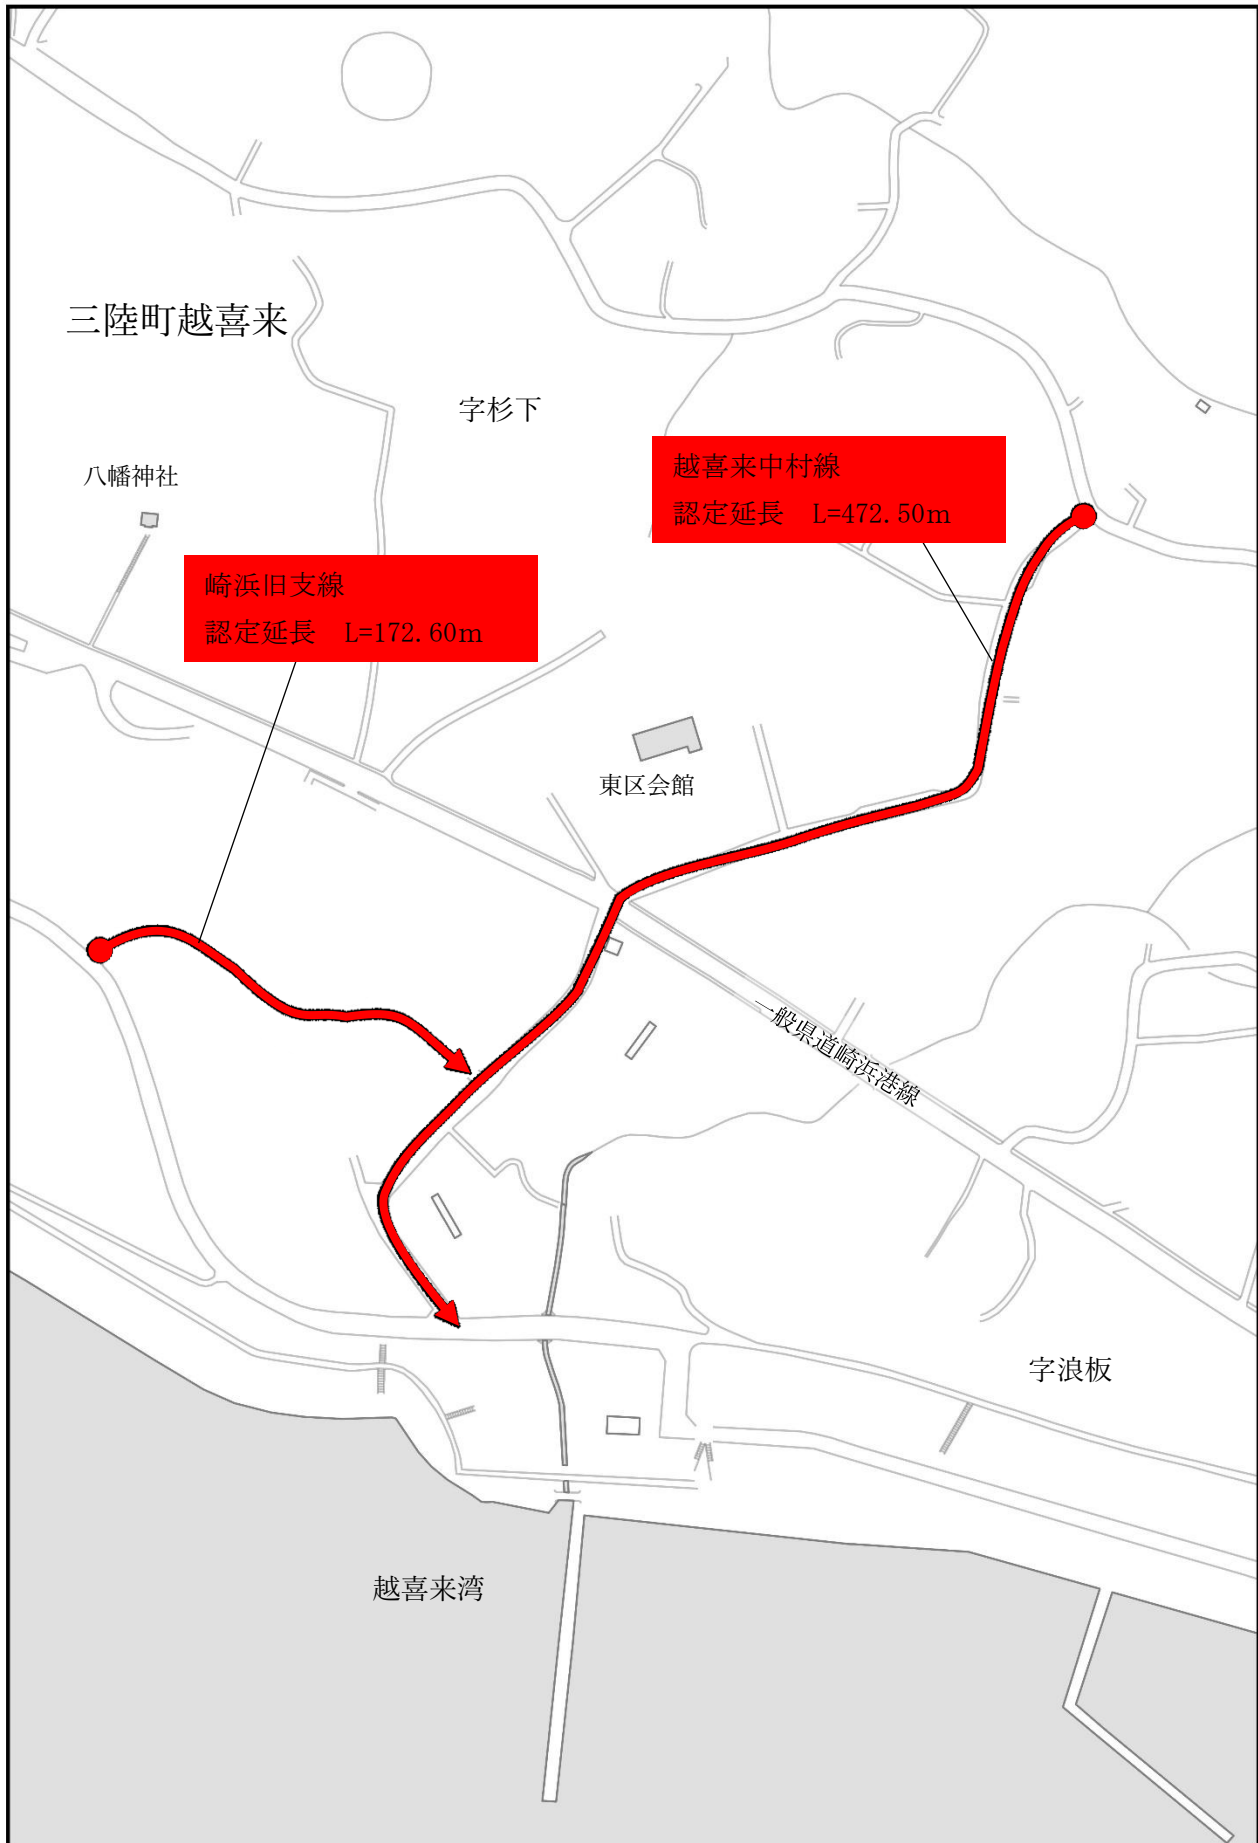 三陸町越喜来
字杉下
越喜来中村線
認定延長　L=472.50m
八幡神社
崎浜旧支線
認定延長　L=172.60m
東区会館
一般県道崎浜港線
字浪板
越喜来湾